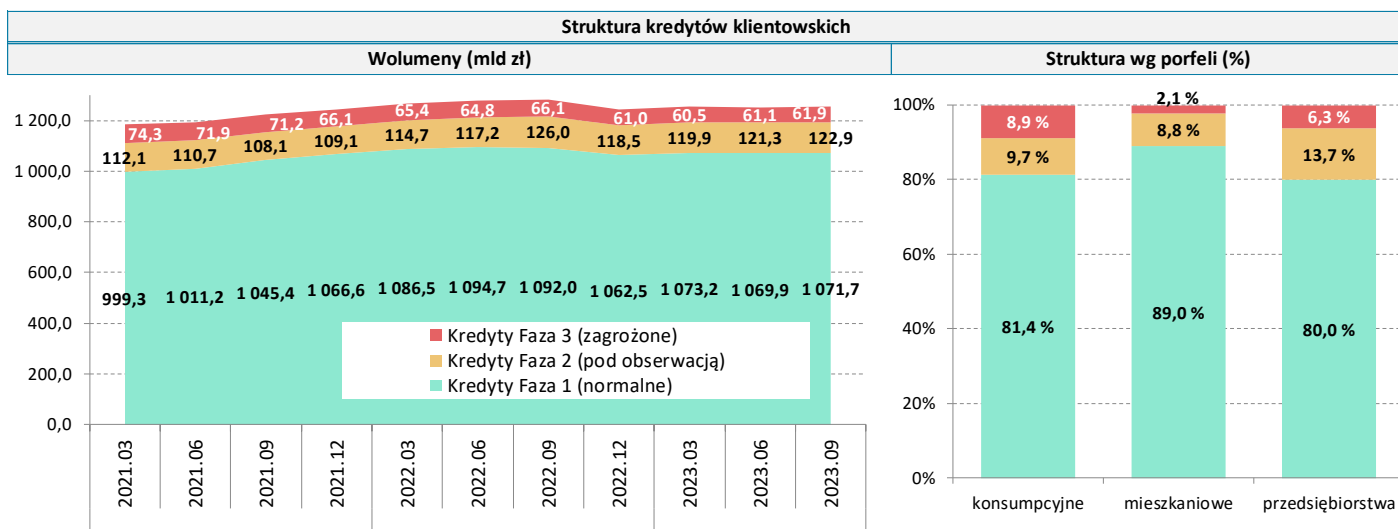 Struktura kredytów klientowskich
Wolumeny (mld zł)
Struktura wg porfeli (%)
1 200,0
1 000,0
800,0
600,0
400,0
200,0
0,0
74,3 71,9 71,2 66,1 65,4 64,8 66,1 61,0 60,5 61,1 61,9
112,1 110,7 108,1 109,1 114,7 117,2 126,0 118,5 119,9 121,3 122,9
999,3 1 011,2 1 045,4 1 066,6 1 086,5 1 094,7 1 092,0 1 062,5 1 073,2 1 069,9 1 071,7
Kredyty Faza 3 (zagrożone)
Kredyty Faza 2 (pod obserwacją)
Kredyty Faza 1 (normalne)
2021.03 2021.06 2021.09 2021.12 2022.03 2022.06 2022.09 2022.12 2023.03 2023.06 2023.09
100%
80%
60%
40%
20%
0%
8,9 % 2,1 % 6,3 %
9,7 % 8,8 % 13,7 %
81,4 % 89,0 % 80,0 %
konsumpcyjne mieszkaniowe przedsiębiorstwa